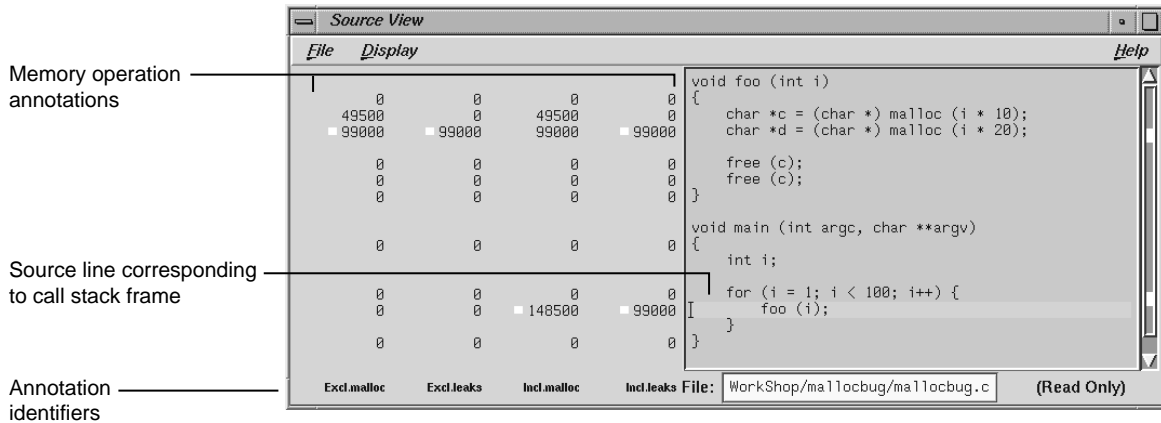 Source View
File Display Help
Memory operation
annotations
void foo (int i)
0 0 0 0 {
49500 0 49500 0 char *c = (char *) malloc (i * 10);
99000 99000 99000 99000 char *d = (char *) malloc (i * 20);
0 0 0 0 free (c);
0 0 0 0 free (c);
0 0 0 0 }
void main (int argc, char **argv)
0 0 0 0 {
int i;
Source line corresponding
to call stack frame
0 0 0 0 for (i = 1; i < 100; i++) {
0 0 148500 99000 foo (i);
}
0 0 0 0 }
Annotation
identifiers
Excl.malloc Excl.leaks Incl.malloc Incl.leaks File: WorkShop/mallocbug/mallocbug.c (Read Only)